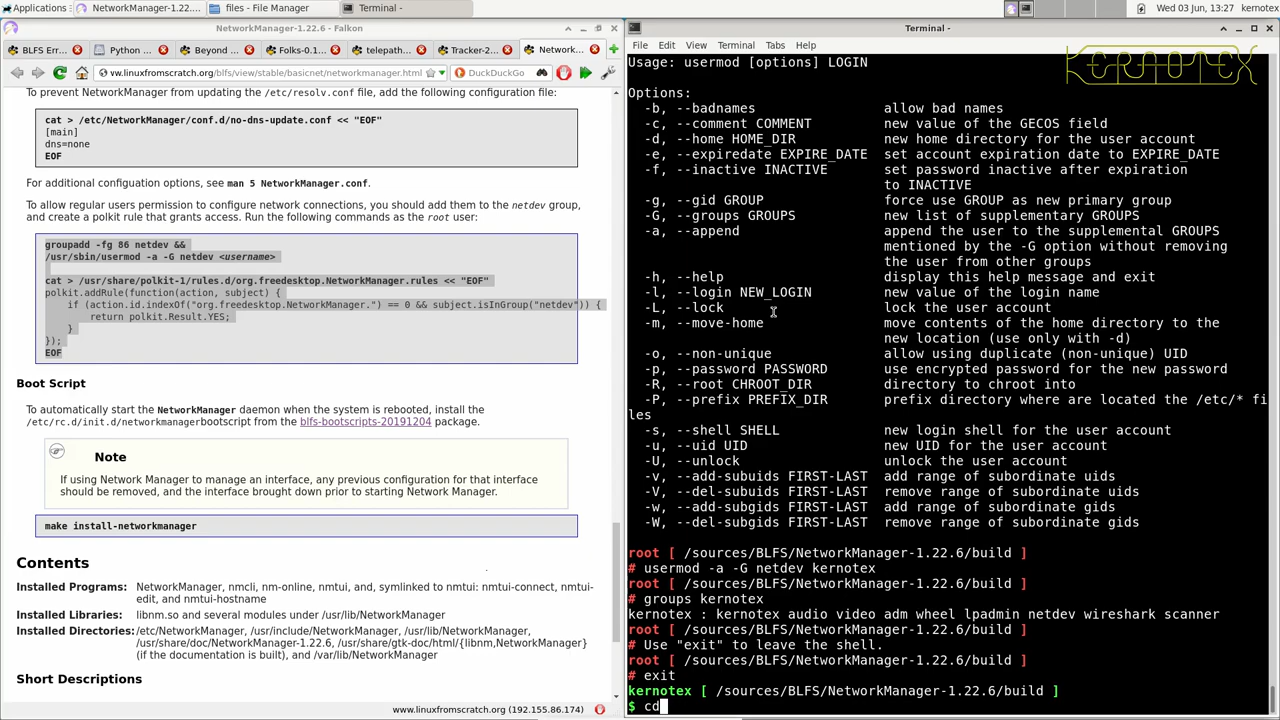 Applications
NetworkManager-1.22....
files - File Manager
Terminal -
Wed 03 Jun, 13:27
kernotex
NetworkManager-1.22.6 - Falkon
BLFS Err...
Python ...
Beyond ...
Folks-0.1...
telepath...
Tracker-2...
Network...
ww.linuxfromscratch.org/blfs/view/stable/basicnet/networkmanager.html
DuckDuckGo
To prevent NetworkManager from updating the /etc/resolv.conf file, add the following configuration file:
cat > /etc/NetworkManager/conf.d/no-dns-update.conf << "EOF"
[main]
dns=none
EOF
For additional configuation options, see man 5 NetworkManager.conf.
To allow regular users permission to configure network connections, you should add them to the netdev group,
and create a polkit rule that grants access. Run the following commands as the root user:
groupadd -fg 86 netdev &&
/usr/sbin/usermod -a -G netdev <username>
cat > /usr/share/polkit-1/rules.d/org.freedesktop.NetworkManager.rules << "EOF"
polkit.addRule(function(action, subject) {
    if (action.id.indexOf("org.freedesktop.NetworkManager.") == 0 && subject.isInGroup("netdev")) {
        return polkit.Result.YES;
    }
});
EOF
Boot Script
To automatically start the NetworkManager daemon when the system is rebooted, install the
/etc/rc.d/init.d/networkmanagerbootscript from the blfs-bootscripts-20191204 package.
Note
If using Network Manager to manage an interface, any previous configuration for that interface
should be removed, and the interface brought down prior to starting Network Manager.
make install-networkmanager
Contents
Installed Programs: NetworkManager, nmcli, nm-online, nmtui, and, symlinked to nmtui: nmtui-connect, nmtui-
edit, and nmtui-hostname
Installed Libraries: libnm.so and several modules under /usr/lib/NetworkManager
Installed Directories: /etc/NetworkManager, /usr/include/NetworkManager, /usr/lib/NetworkManager,
/usr/share/doc/NetworkManager-1.22.6, /usr/share/gtk-doc/html/{libnm,NetworkManager}
(if the documentation is built), and /var/lib/NetworkManager
Short Descriptions
www.linuxfromscratch.org (192.155.86.174)
Terminal -
File Edit View Terminal Tabs Help
KERNOTEX
Usage: usermod [options] LOGIN
Options:
  -b, --badnames                allow bad names
  -c, --comment COMMENT         new value of the GECOS field
  -d, --home HOME_DIR           new home directory for the user account
  -e, --expiredate EXPIRE_DATE  set account expiration date to EXPIRE_DATE
  -f, --inactive INACTIVE       set password inactive after expiration
                                to INACTIVE
  -g, --gid GROUP               force use GROUP as new primary group
  -G, --groups GROUPS           new list of supplementary GROUPS
  -a, --append                  append the user to the supplemental GROUPS
                                mentioned by the -G option without removing
                                the user from other groups
  -h, --help                    display this help message and exit
  -l, --login NEW_LOGIN         new value of the login name
  -L, --lock                    lock the user account
  -m, --move-home               move contents of the home directory to the
                                new location (use only with -d)
  -o, --non-unique              allow using duplicate (non-unique) UID
  -p, --password PASSWORD       use encrypted password for the new password
  -R, --root CHROOT_DIR         directory to chroot into
  -P, --prefix PREFIX_DIR       prefix directory where are located the /etc/* fi
les
  -s, --shell SHELL             new login shell for the user account
  -u, --uid UID                 new UID for the user account
  -U, --unlock                  unlock the user account
  -v, --add-subuids FIRST-LAST  add range of subordinate uids
  -V, --del-subuids FIRST-LAST  remove range of subordinate uids
  -w, --add-subgids FIRST-LAST  add range of subordinate gids
  -W, --del-subgids FIRST-LAST  remove range of subordinate gids
root [ /sources/BLFS/NetworkManager-1.22.6/build ]
# usermod -a -G netdev kernotex
root [ /sources/BLFS/NetworkManager-1.22.6/build ]
# groups kernotex
kernotex : kernotex audio video adm wheel lpadmin netdev wireshark scanner
root [ /sources/BLFS/NetworkManager-1.22.6/build ]
# Use "exit" to leave the shell.
root [ /sources/BLFS/NetworkManager-1.22.6/build ]
# exit
kernotex [ /sources/BLFS/NetworkManager-1.22.6/build ]
$ cd